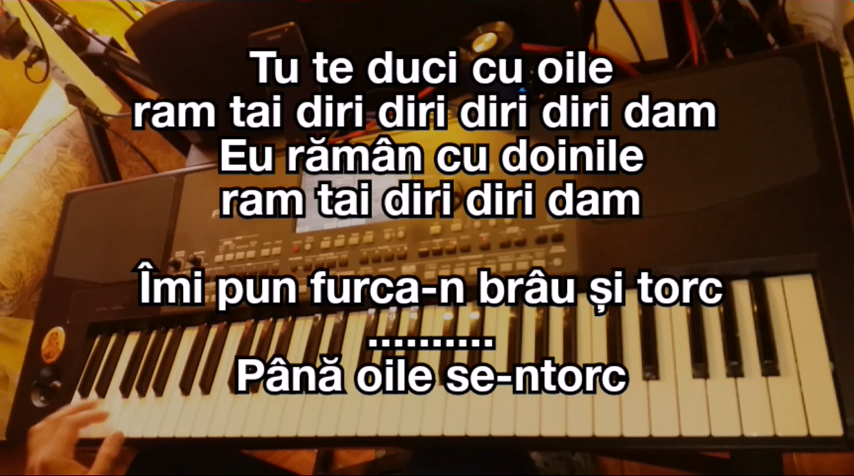 Tu te duci cu oile
ram tai diri diri diri diri dam
Eu rămân cu doinile
ram tai diri diri dam
Îmi pun furca-n brâu și torc
..........
Până oile se-ntorc